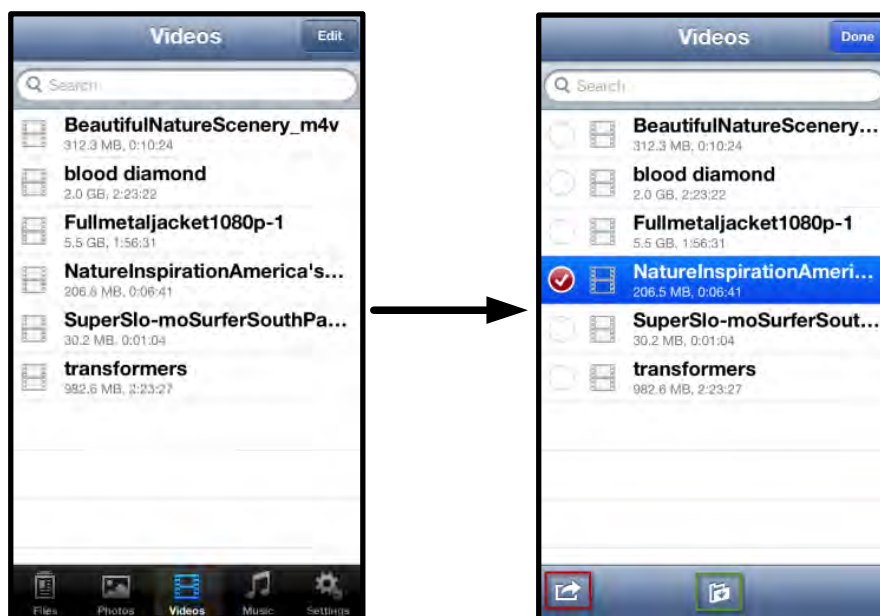 Videos
Edit
Search
BeautifulNatureScenery_m4v
312.3 MB, 0:10:24
blood diamond
2.0 GB, 2:23:22
Fullmetaljacket1080p-1
5.5 GB, 1:56:31
NatureInspirationAmerica's...
206.5 MB, 0:06:41
SuperSlo-moSurferSouthPa...
30.2 MB, 0:01:04
transformers
982.6 MB, 2:23:27
Files
Photos
Videos
Music
Settings
Videos
Done
Search
BeautifulNatureScenery...
312.3 MB, 0:10:24
blood diamond
2.0 GB, 2:23:22
Fullmetaljacket1080p-1
5.5 GB, 1:56:31
NatureInspirationAmeri...
206.5 MB, 0:06:41
SuperSlo-moSurferSout...
30.2 MB, 0:01:04
transformers
982.6 MB, 2:23:27